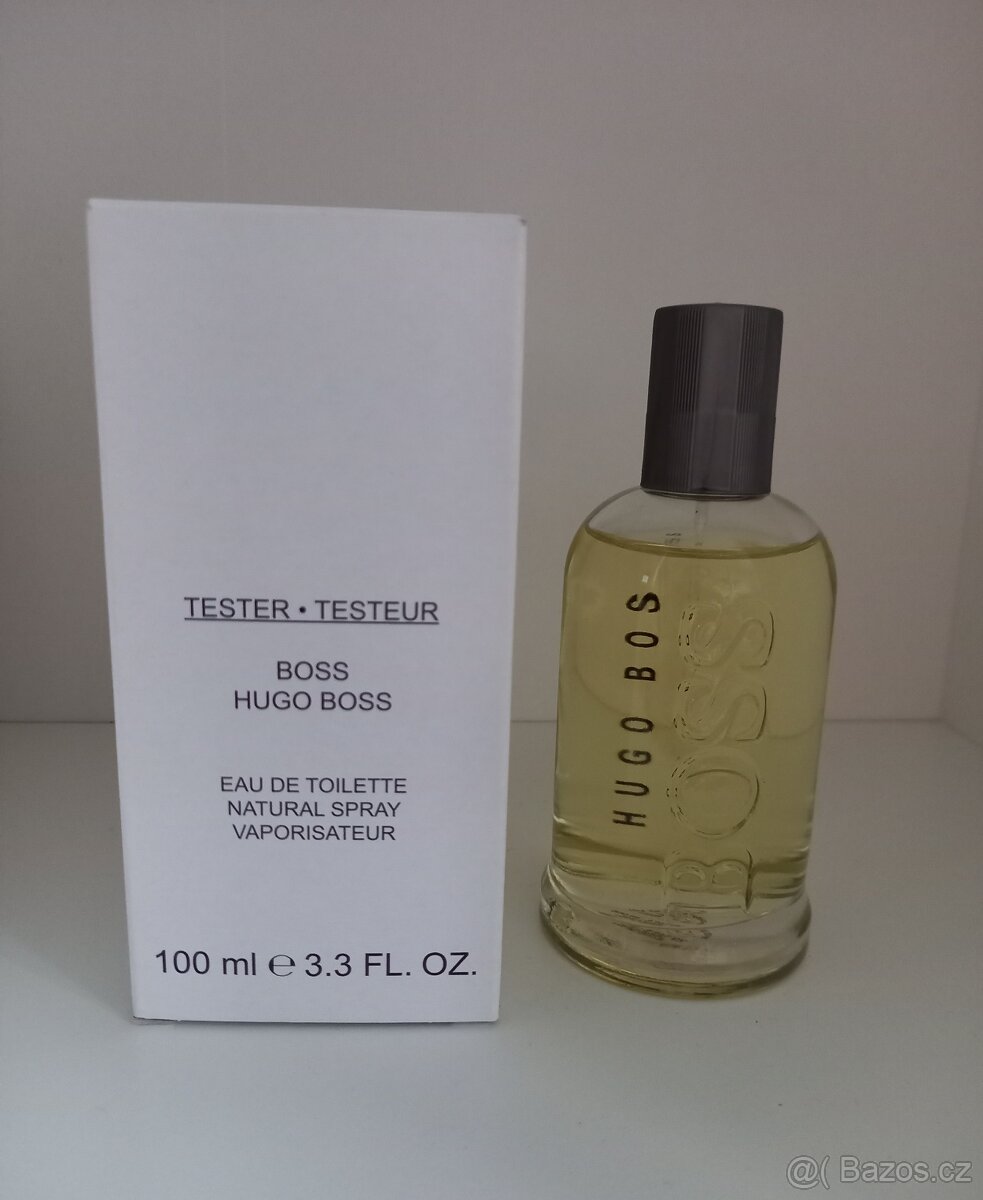 TESTER • TESTEUR
BOSS
HUGO BOSS
EAU DE TOILETTE
NATURAL SPRAY
VAPORISATEUR
100 ml ℮ 3.3 FL. OZ.
HUGO BOS
BOSS
@( Bazos.cz